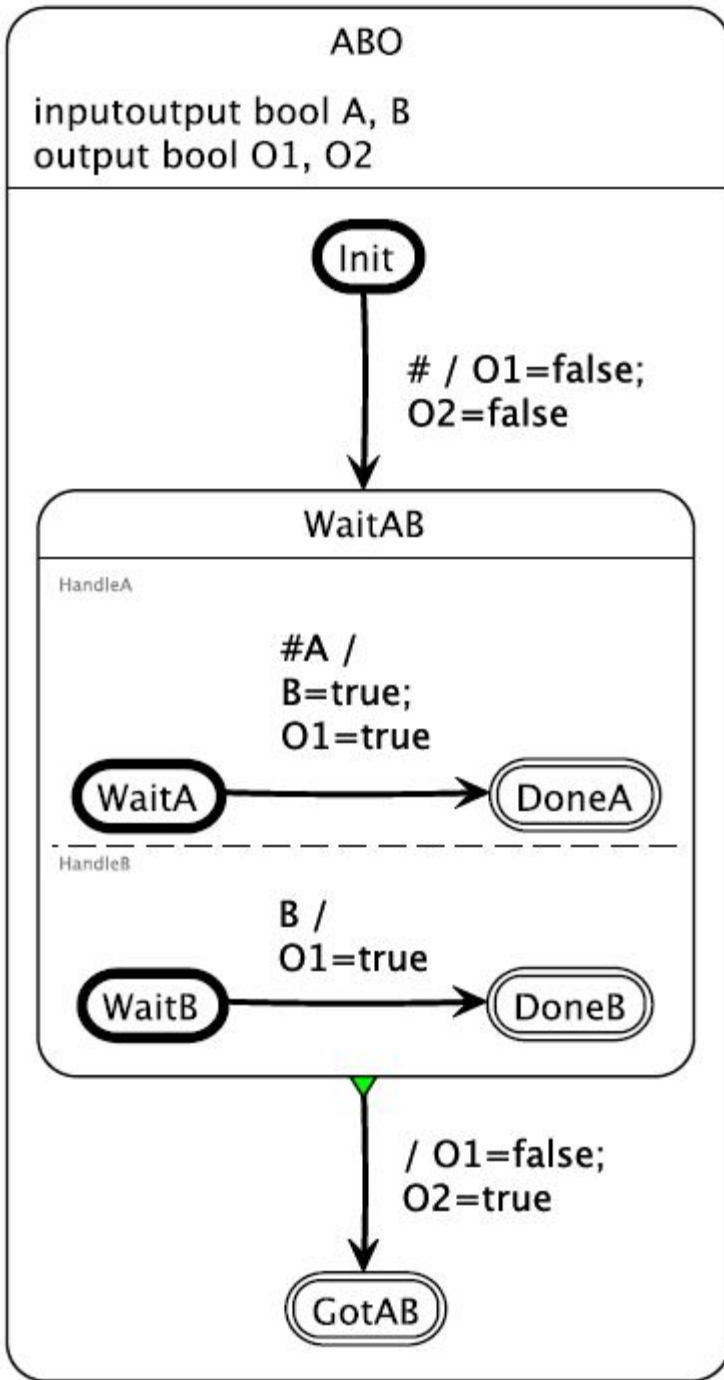 ABO
inputoutput bool A, B
output bool O1, O2
Init
# / O1=false;
O2=false
WaitAB
HandleA
#A /
B=true;
O1=true
WaitA
DoneA
HandleB
B /
O1=true
WaitB
DoneB
/ O1=false;
O2=true
GotAB